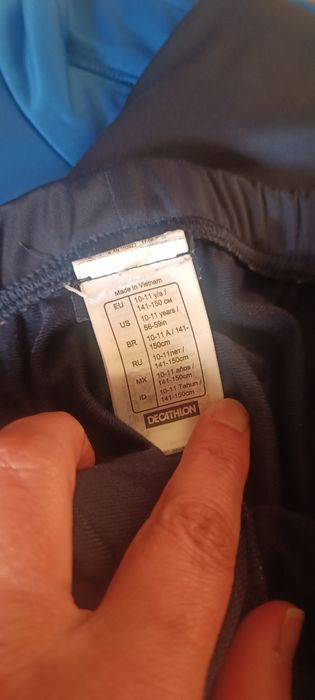 Made in Vietnam
EU 10-11 y/a /
141-150 CM
US 10-11 years /
56-59in
BR 10-11 A / 141-
150cm
RU 10-11лет /
141-150cm
MX 10-11 años /
141-150cm
ID 10-11 Tahun /
141-150cm
DECATHLON